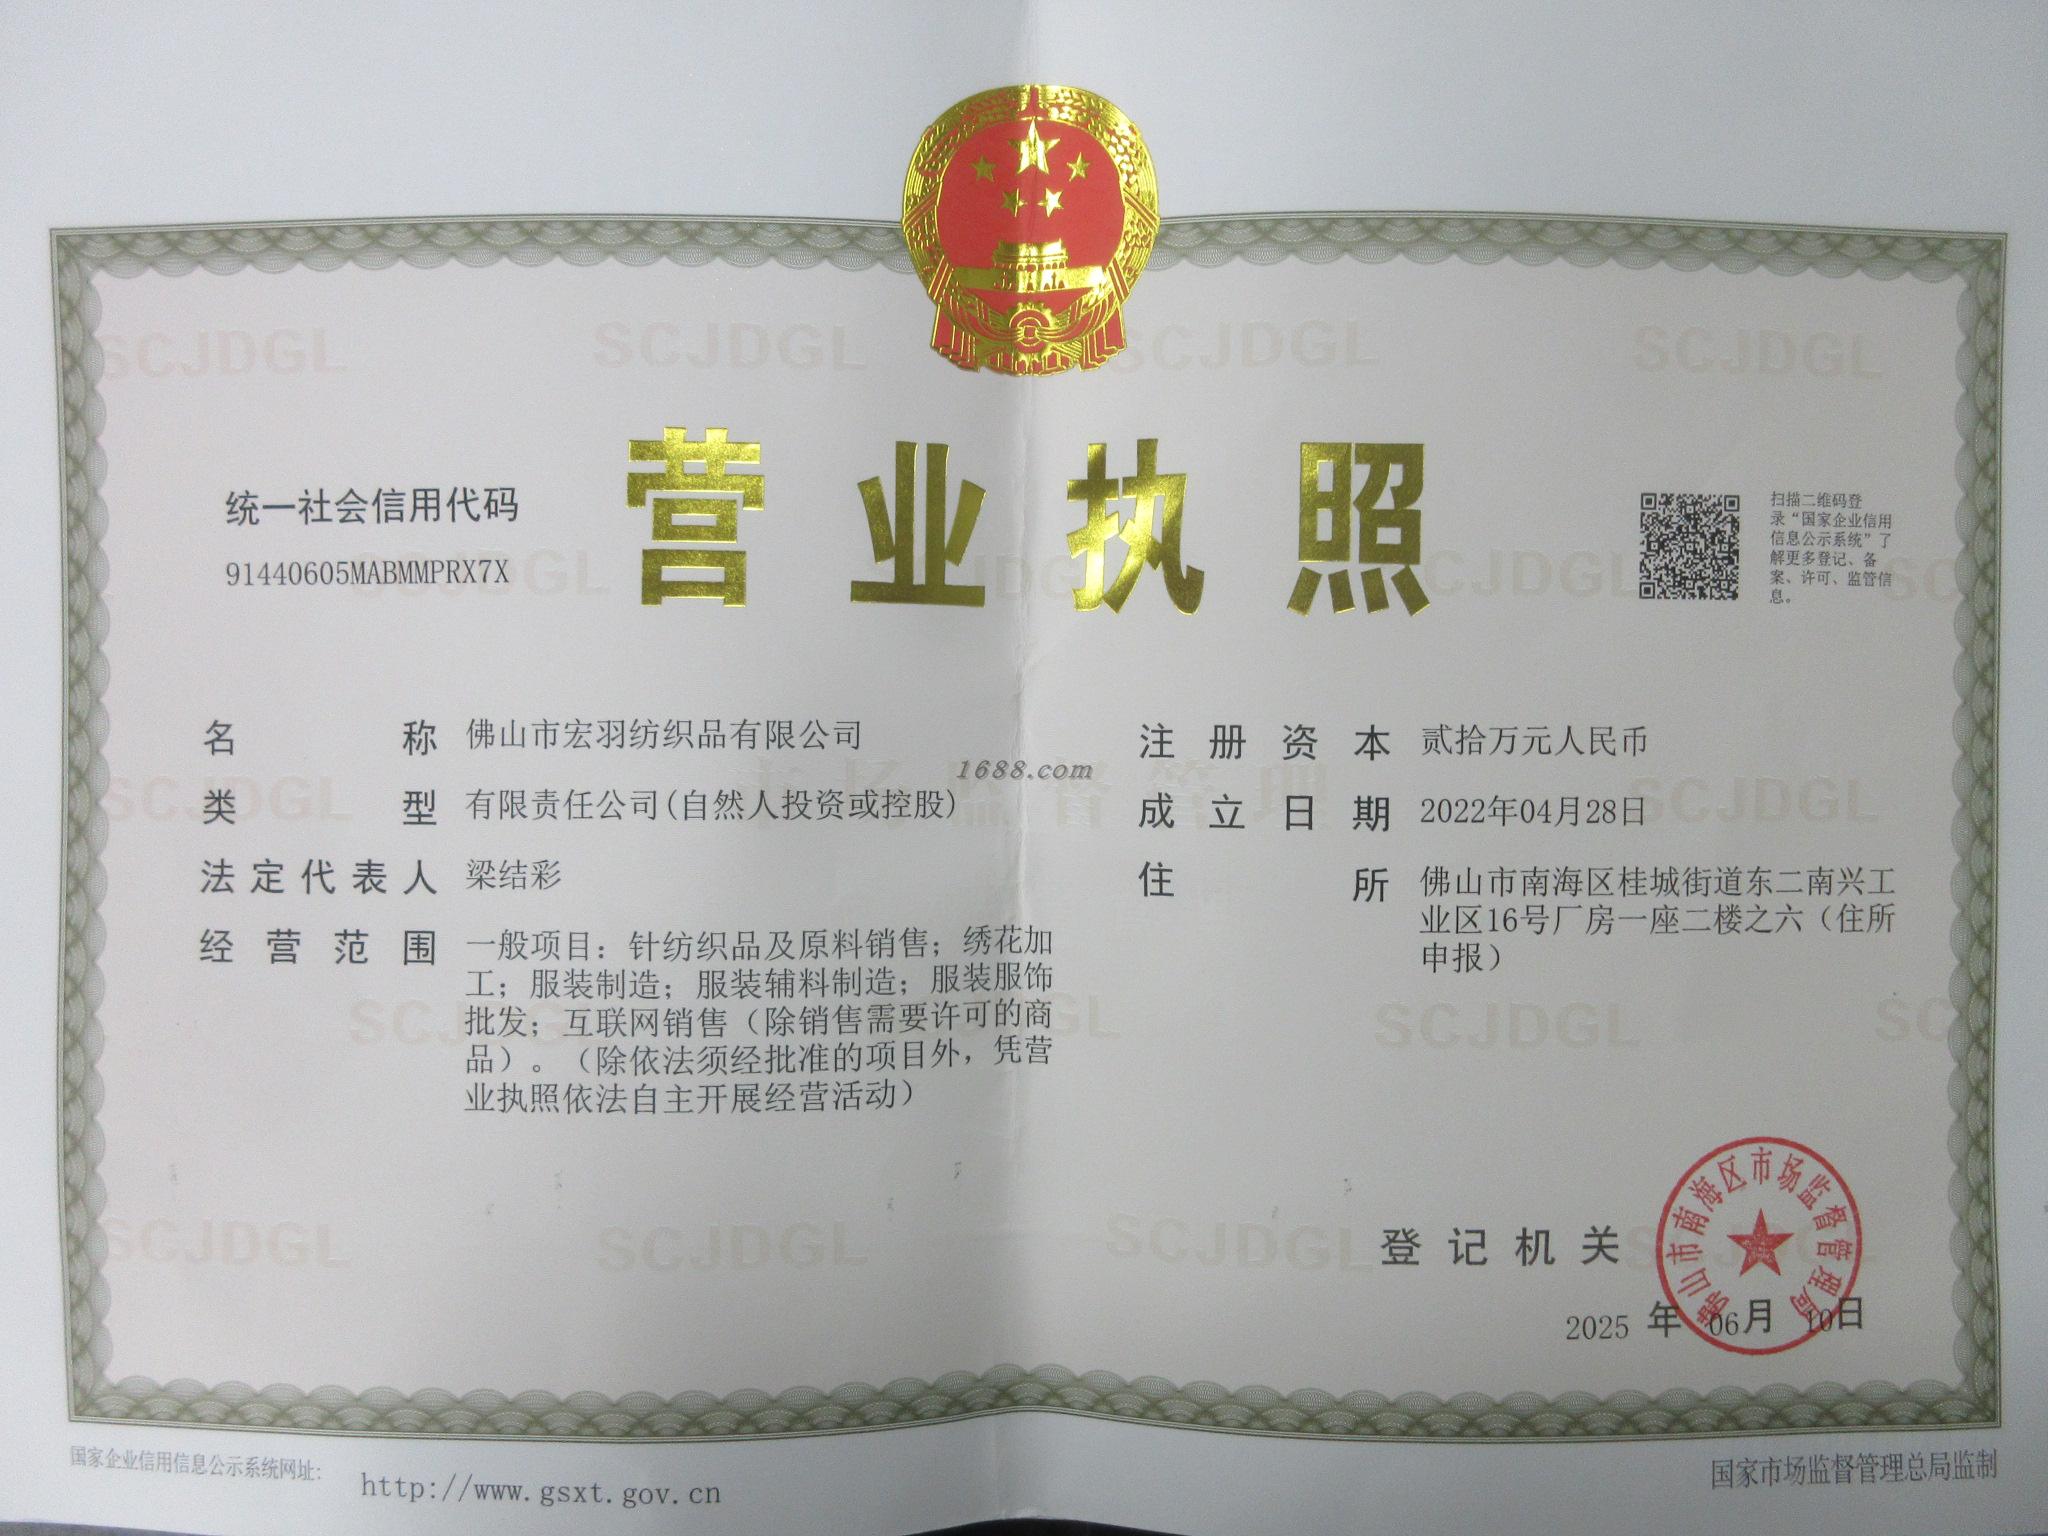 营业执照
统一社会信用代码
91440605MABMMPRX7X
扫描二维码登
录“国家企业信用
信息公示系统”了
解更多登记、备
案、许可、监管信
息。
名称 佛山市宏羽纺织品有限公司
类型 有限责任公司(自然人投资或控股)
法定代表人 梁结彩
经营范围 一般项目：针纺织品及原料销售；绣花加
工；服装制造；服装辅料制造；服装服饰
批发；互联网销售（除销售需要许可的商
品）。（除依法须经批准的项目外，凭营
业执照依法自主开展经营活动）
1688.com
注册资本 贰拾万元人民币
成立日期 2022年04月28日
住所 佛山市南海区桂城街道东二南兴工
业区16号厂房一座二楼之六（住所
申报）
登记机关
佛山市南海区市场监督管理局
2025 年 06月 10日
国家企业信用信息公示系统网址:
http://www.gsxt.gov.cn
国家市场监督管理总局监制
SCJDGL
SCJDGL
SCJDGL
SCJDGL
市场监督管理